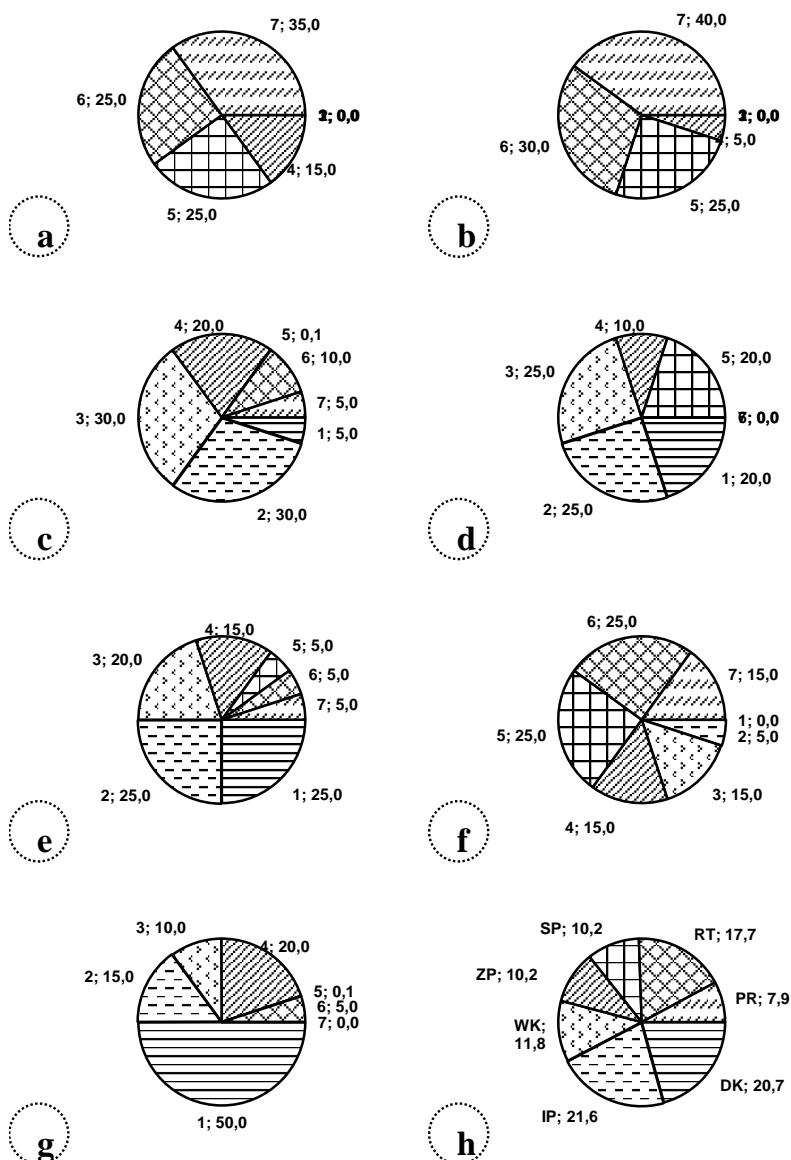 7; 35,0
6; 25,0
4; 15,0
5; 25,0
a
7; 40,0
6; 30,0
5; 25,0
b
4; 20,0
5; 0,1
6; 10,0
7; 5,0
3; 30,0
1; 5,0
2; 30,0
c
4; 10,0
5; 20,0
3; 25,0
1; 20,0
2; 25,0
d
4; 15,0
5; 5,0
3; 20,0
6; 5,0
7; 5,0
2; 25,0
1; 25,0
e
6; 25,0
7; 15,0
1; 0,0
5; 25,0
2; 5,0
3; 15,0
4; 15,0
f
3; 10,0
4; 20,0
2; 15,0
5; 0,1
6; 5,0
7; 0,0
1; 50,0
g
SP; 10,2
RT; 17,7
ZP; 10,2
PR; 7,9
WK;
11,8
DK; 20,7
IP; 21,6
h